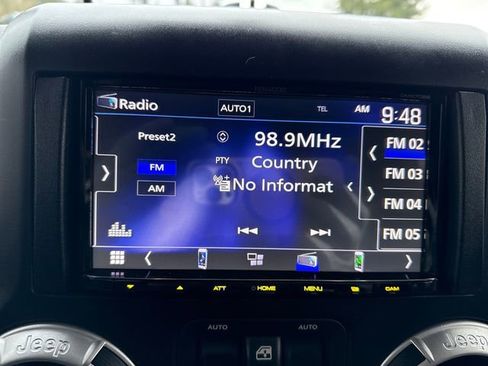 KENWOOD
Radio AUTO1 TEL AM 9:48
Preset2 98.9MHz FM 02
FM PTY Country FM 03
AM No Informat FM 04
FM 05
ATT HOME MENU CAM
AUTO AUTO
Jeep Jeep